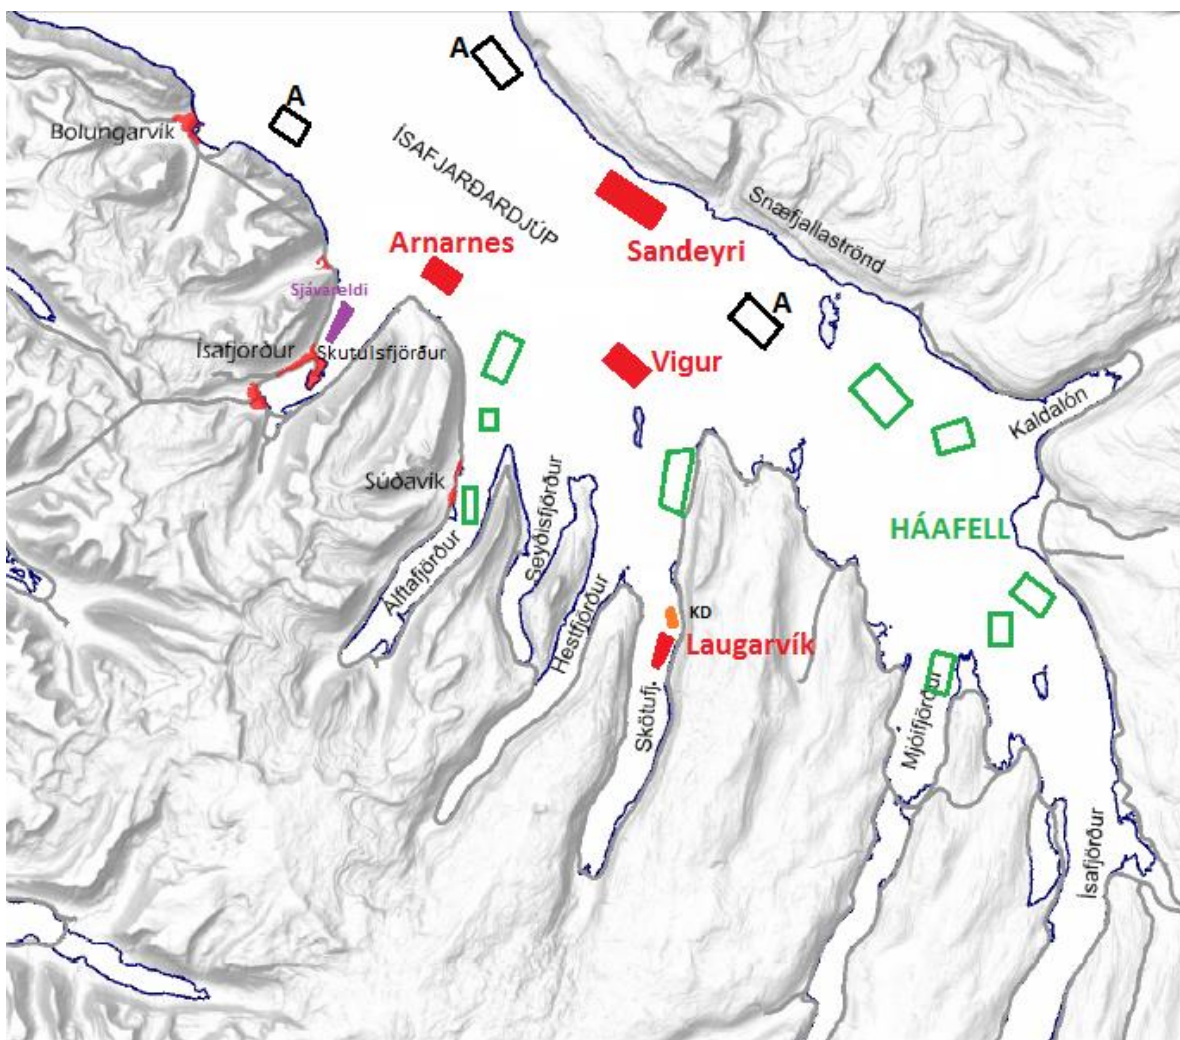 A
A
Bolungarvík
ÍSAFJARÐARDJÚP
Snæfjallaströnd
Arnarnes
Sandeyri
Sjávareldi
A
Ísafjörður
Skutulsfjörður
Vigur
Kaldalón
Súðavík
Seyðisfjörður
HÁAFELL
Álftafjörður
Hestfjörður
KD
Laugarvík
Skötufj.
Mjóifjörður
Ísafjörður